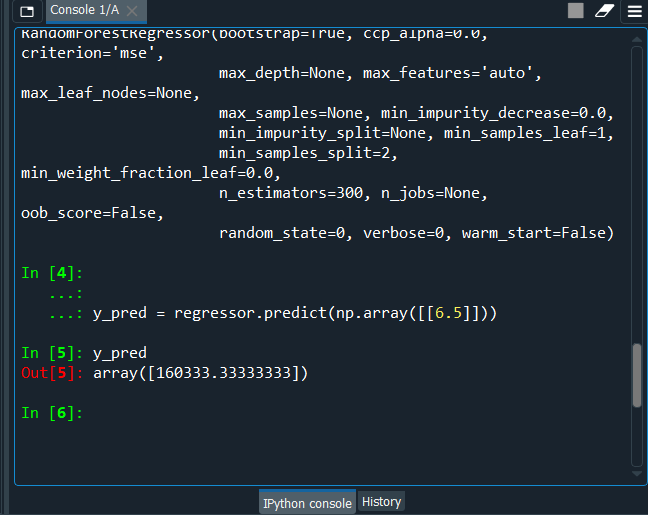 Console 1/A
RandomForestRegressor(bootstrap=True, ccp_alpha=0.0,
criterion='mse',
max_depth=None, max_features='auto',
max_leaf_nodes=None,
max_samples=None, min_impurity_decrease=0.0,
min_impurity_split=None, min_samples_leaf=1,
min_samples_split=2,
min_weight_fraction_leaf=0.0,
n_estimators=300, n_jobs=None,
oob_score=False,
random_state=0, verbose=0, warm_start=False)
In [4]:
...:
...: y_pred = regressor.predict(np.array([[6.5]]))
In [5]: y_pred
Out[5]: array([160333.33333333])
In [6]:
IPython console History